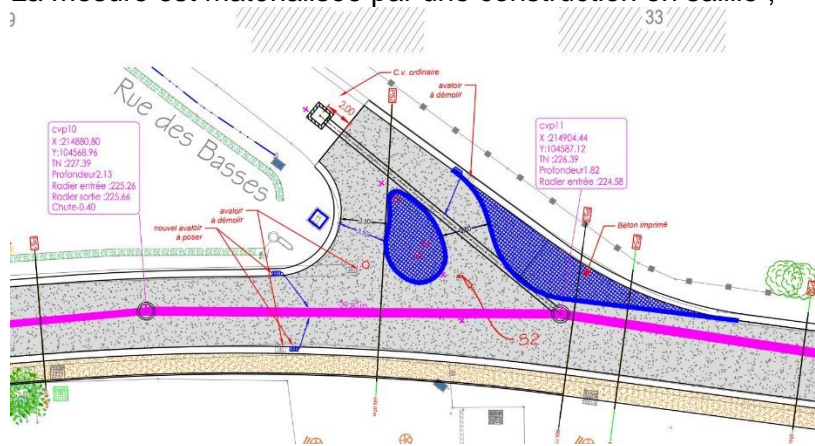 La mesure est matérialisée par une construction en saillie ;
9
33
Rue des Basses
C.v. ordinaire
avaloir
à démolir
2.00
cvp10
X :214880.80
Y:104568.96
TN :227.39
Profondeur2.13
Radier entrée :225.26
Radier sortie :225.66
Chute-0.40
cvp11
X :214904.44
Y:104587.12
TN :226.39
Profondeur1.82
Radier entrée :224.58
avaloir
à démolir
nouvel avaloir
à poser
Béton imprimé
S2